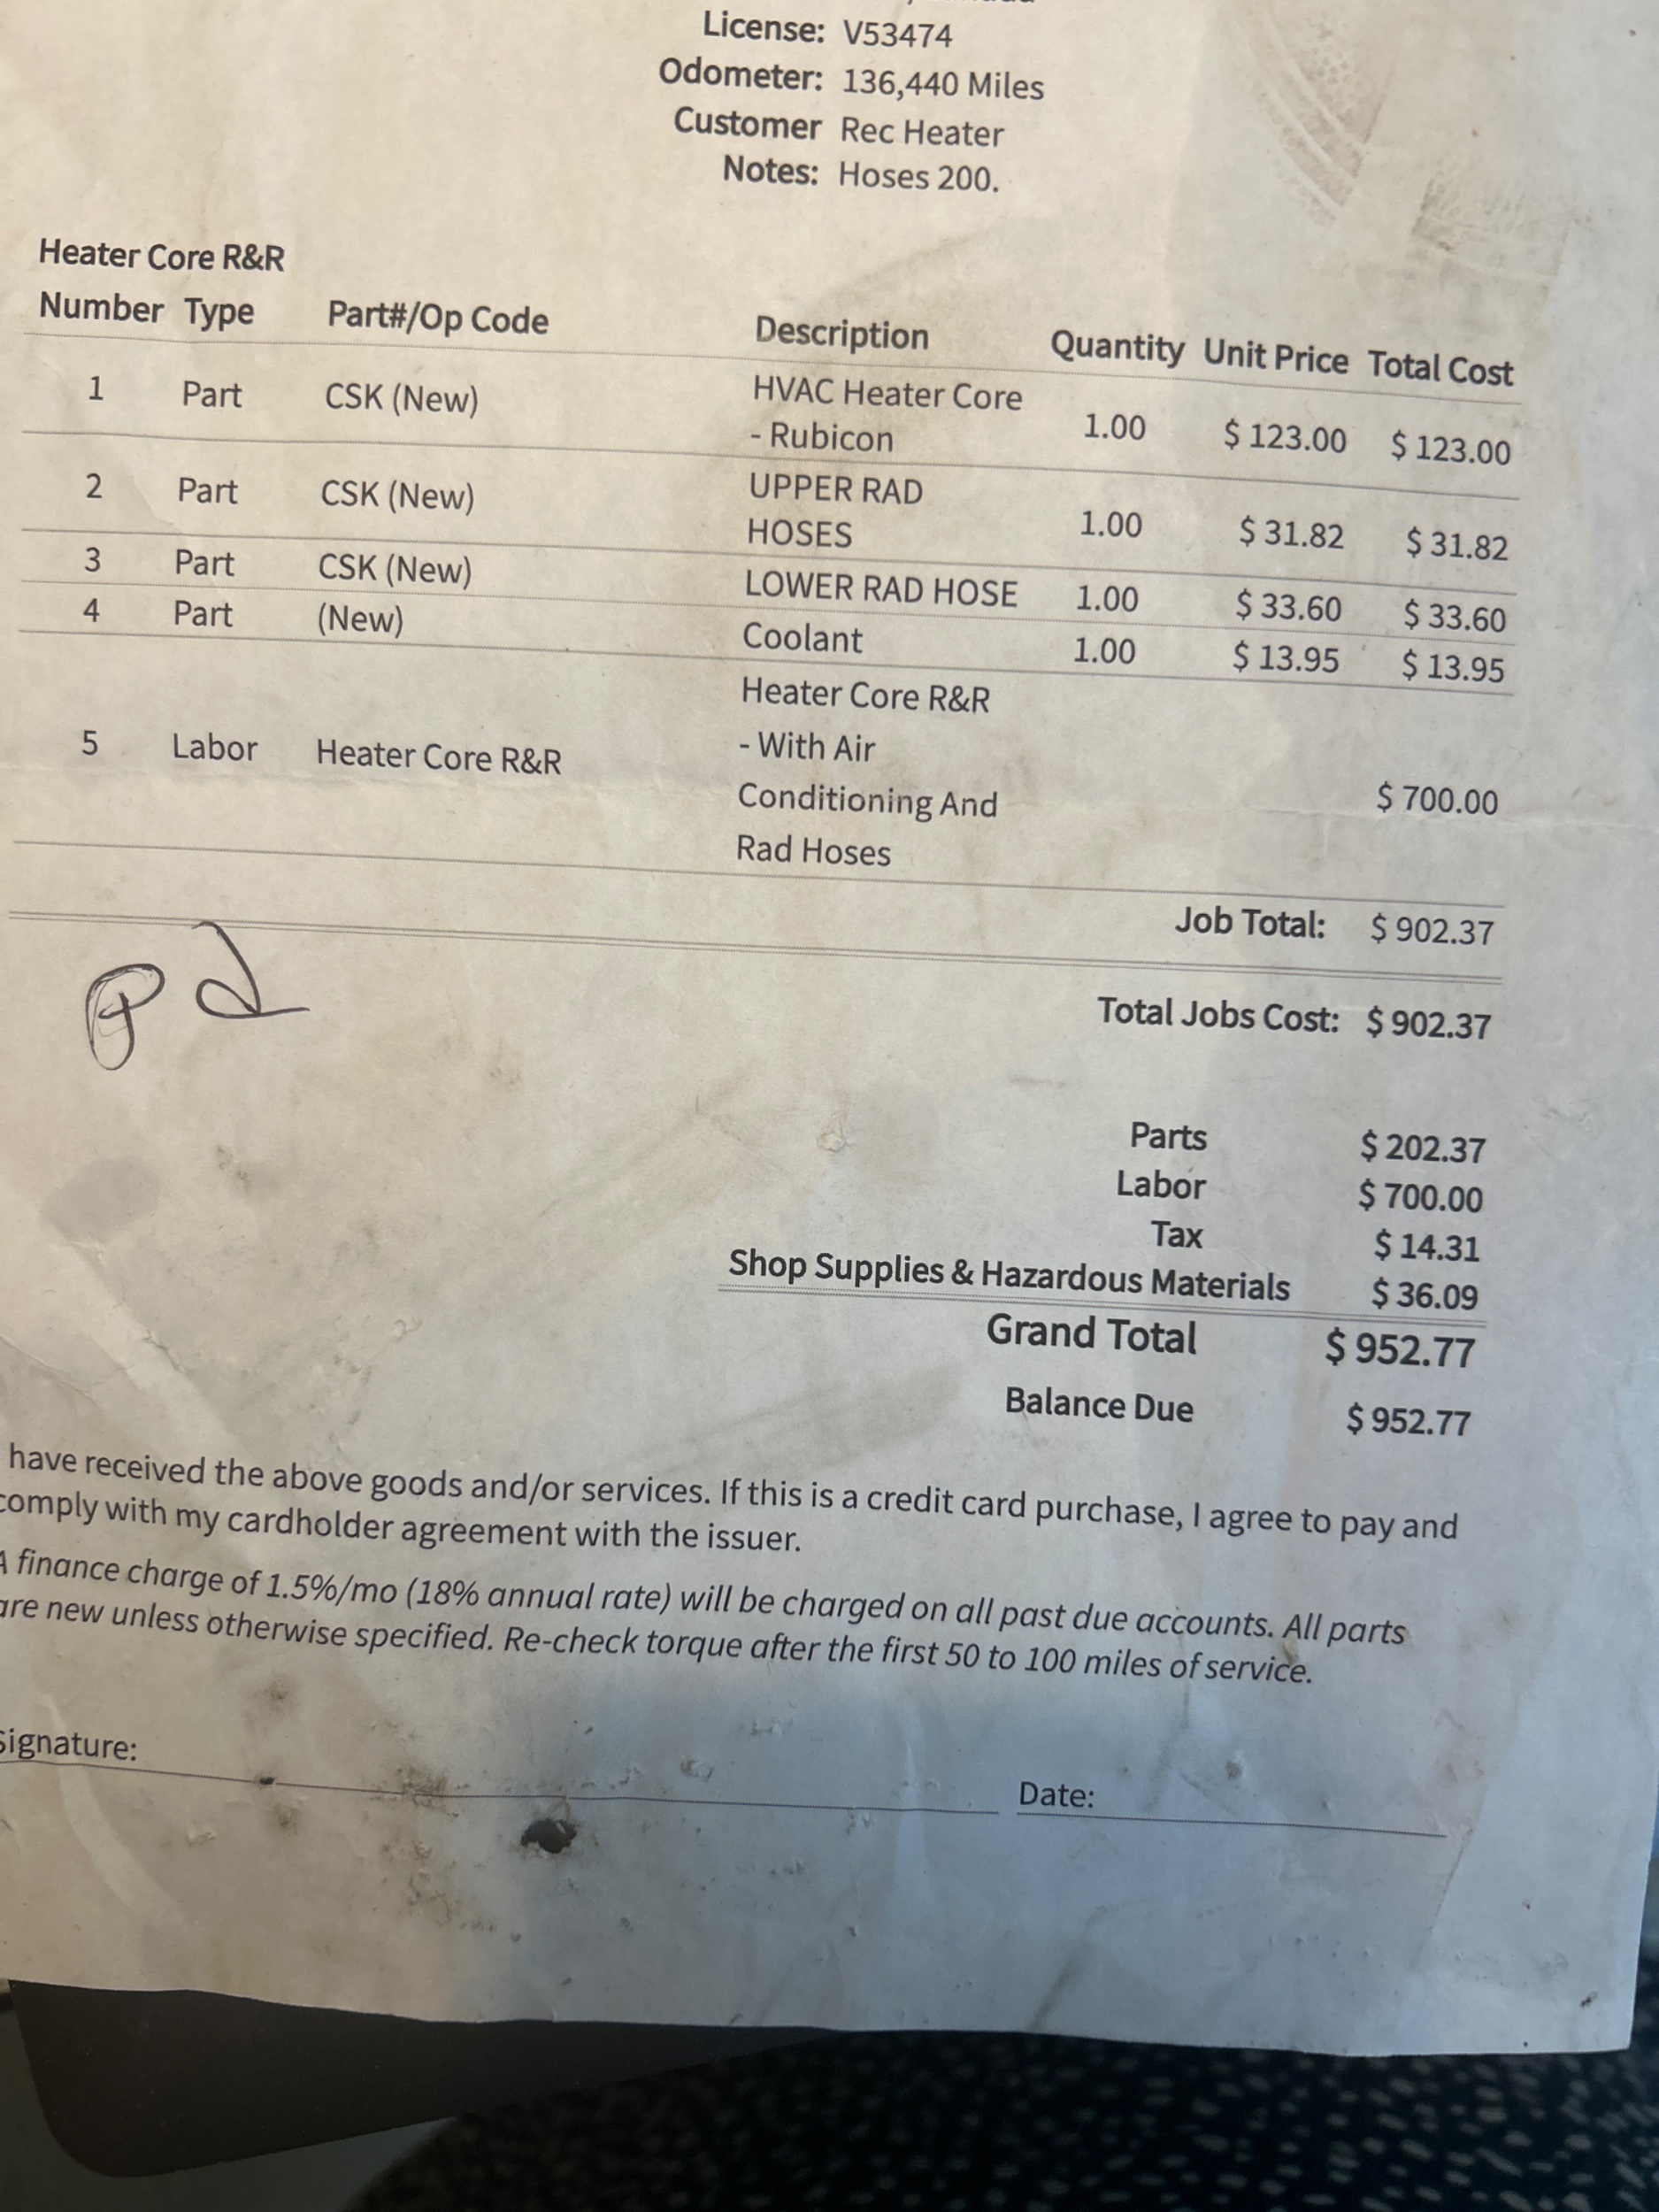 License: V53474
Odometer: 136,440 Miles
Customer Rec Heater
Notes: Hoses 200.
Heater Core R&R
Number Type Part#/Op Code Description Quantity Unit Price Total Cost
1 Part CSK (New) HVAC Heater Core 1.00 $ 123.00 $ 123.00
- Rubicon
2 Part CSK (New) UPPER RAD 1.00 $ 31.82 $ 31.82
HOSES
3 Part CSK (New) LOWER RAD HOSE 1.00 $ 33.60 $ 33.60
4 Part (New) Coolant 1.00 $ 13.95 $ 13.95
Heater Core R&R
5 Labor Heater Core R&R - With Air
Conditioning And $ 700.00
Rad Hoses
Job Total: $ 902.37
Pd
Total Jobs Cost: $ 902.37
Parts $ 202.37
Labor $ 700.00
Tax $ 14.31
Shop Supplies & Hazardous Materials $ 36.09
Grand Total $ 952.77
Balance Due $ 952.77
have received the above goods and/or services. If this is a credit card purchase, I agree to pay and
comply with my cardholder agreement with the issuer.
A finance charge of 1.5%/mo (18% annual rate) will be charged on all past due accounts. All parts
are new unless otherwise specified. Re-check torque after the first 50 to 100 miles of service.
Signature: Date: